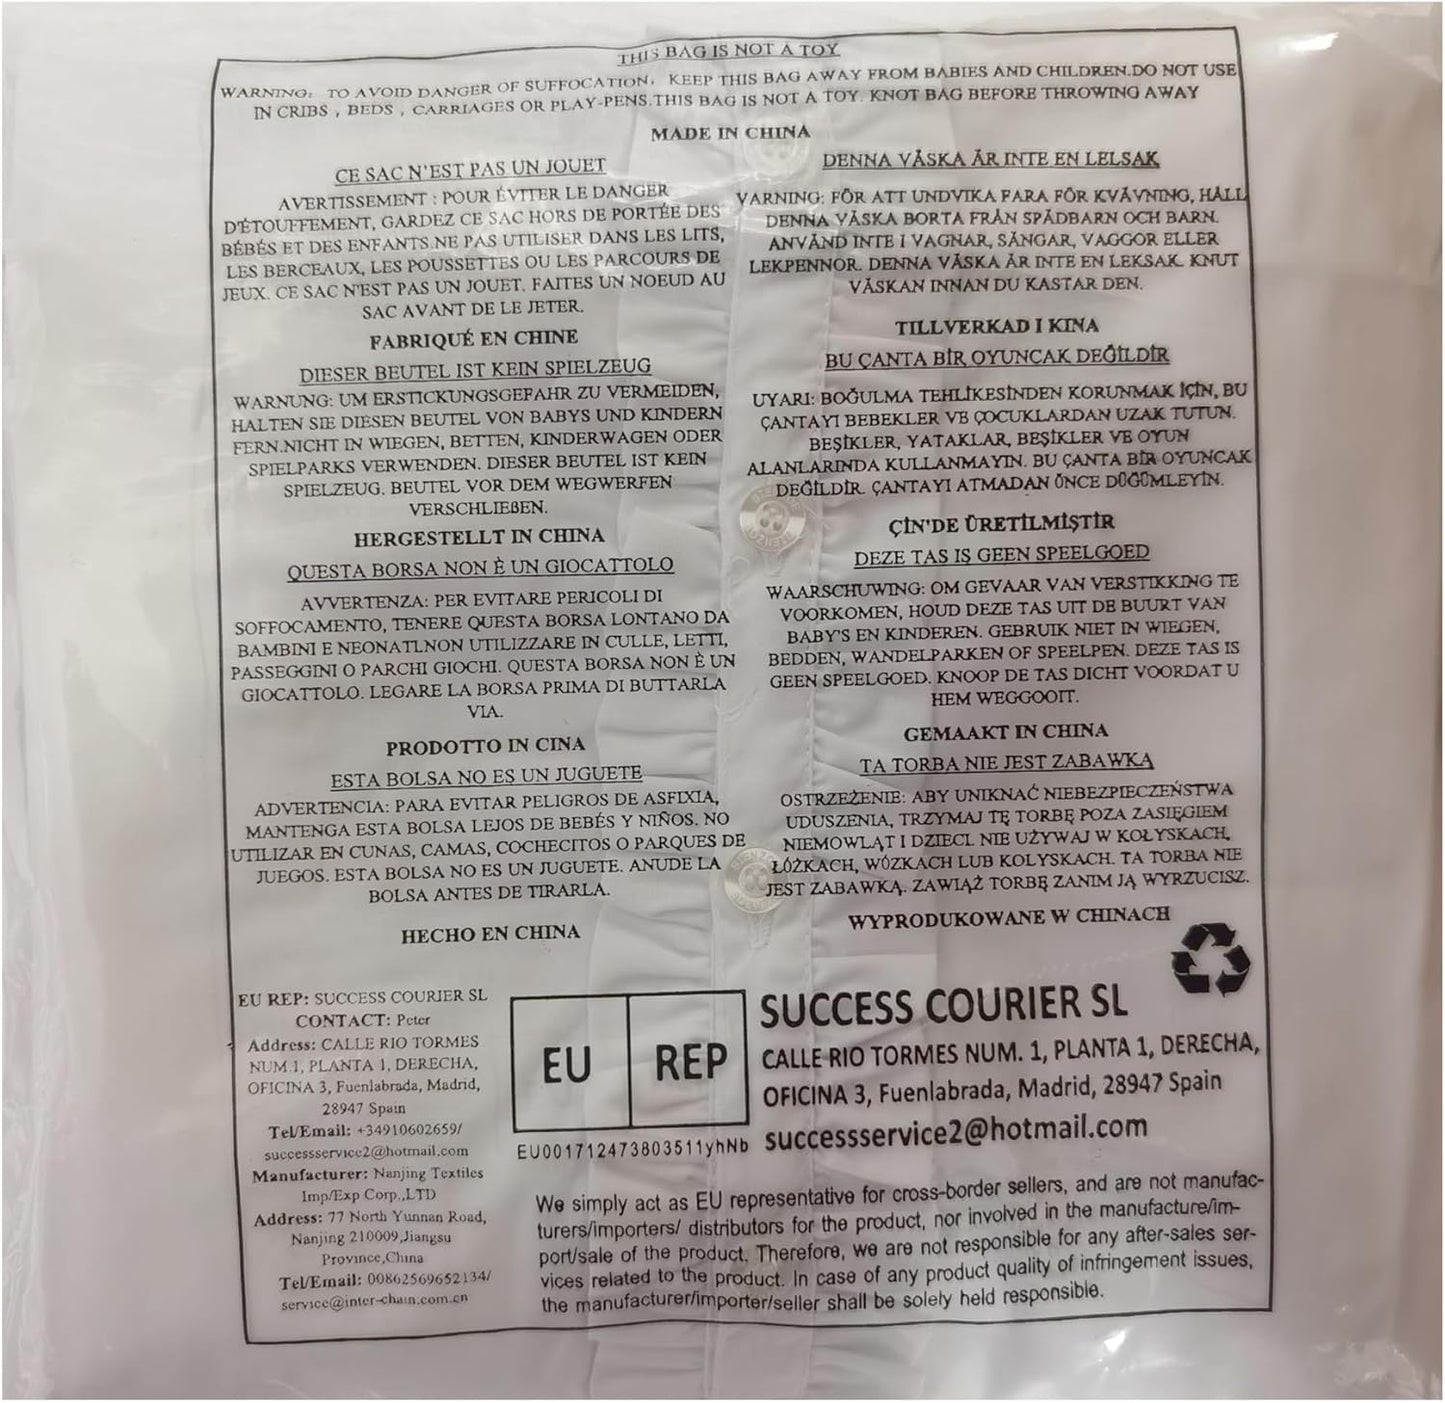 THIS BAG IS NOT A TOY
WARNING: TO AVOID DANGER OF SUFFOCATION, KEEP THIS BAG AWAY FROM BABIES AND CHILDREN.DO NOT USE
IN CRIBS , BEDS , CARRIAGES OR PLAY-PENS.THIS BAG IS NOT A TOY. KNOT BAG BEFORE THROWING AWAY
MADE IN CHINA
CE SAC N'EST PAS UN JOUET
AVERTISSEMENT : POUR ÉVITER LE DANGER
D'ÉTOUFFEMENT, GARDEZ CE SAC HORS DE PORTÉE DES
BÉBÉS ET DES ENFANTS.NE PAS UTILISER DANS LES LITS,
LES BERCEAUX, LES POUSSETTES OU LES PARCOURS DE
JEUX. CE SAC N'EST PAS UN JOUET. FAITES UN NOEUD AU
SAC AVANT DE LE JETER.
FABRIQUÉ EN CHINE
DIESER BEUTEL IST KEIN SPIELZEUG
WARNUNG: UM ERSTICKUNGSGEFAHR ZU VERMEIDEN,
HALTEN SIE DIESEN BEUTEL VON BABYS UND KINDERN
FERN.NICHT IN WIEGEN, BETTEN, KINDERWAGEN ODER
SPIELPARKS VERWENDEN. DIESER BEUTEL IST KEIN
SPIELZEUG. BEUTEL VOR DEM WEGWERFEN
VERSCHLIEßEN.
HERGESTELLT IN CHINA
QUESTA BORSA NON È UN GIOCATTOLO
AVVERTENZA: PER EVITARE PERICOLI DI
SOFFOCAMENTO, TENERE QUESTA BORSA LONTANO DA
BAMBINI E NEONATI.NON UTILIZZARE IN CULLE, LETTI,
PASSEGGINI O PARCHI GIOCHI. QUESTA BORSA NON È UN
GIOCATTOLO. LEGARE LA BORSA PRIMA DI BUTTARLA
VIA.
PRODOTTO IN CINA
ESTA BOLSA NO ES UN JUGUETE
ADVERTENCIA: PARA EVITAR PELIGROS DE ASFIXIA,
MANTENGA ESTA BOLSA LEJOS DE BEBÉS Y NIÑOS. NO
UTILIZAR EN CUNAS, CAMAS, COCHECITOS O PARQUES DE
JUEGOS. ESTA BOLSA NO ES UN JUGUETE. ANUDE LA
BOLSA ANTES DE TIRARLA.
HECHO EN CHINA
DENNA VÄSKA ÄR INTE EN LELSAK
VARNING: FÖR ATT UNDVIKA FARA FÖR KVÄVNING, HÅLL
DENNA VÄSKA BORTA FRÅN SPÄDBARN OCH BARN.
ANVÄND INTE I VAGNAR, SÄNGAR, VAGGOR ELLER
LEKPENNOR. DENNA VÄSKA ÄR INTE EN LEKSAK. KNUT
VÄSKAN INNAN DU KASTAR DEN.
TILLVERKAD I KINA
BU ÇANTA BİR OYUNCAK DEĞİLDİR
UYARI: BOĞULMA TEHLİKESİNDEN KORUNMAK İÇİN, BU
ÇANTAYI BEBEKLER VE ÇOCUKLARDAN UZAK TUTUN.
BEŞİKLER, YATAKLAR, BEŞİKLER VE OYUN
ALANLARINDA KULLANMAYIN. BU ÇANTA BİR OYUNCAK
DEĞİLDİR. ÇANTAYI ATMADAN ÖNCE DÜĞÜMLEYİN.
ÇİN'DE ÜRETİLMİŞTİR
DEZE TAS IS GEEN SPEELGOED
WAARSCHUWING: OM GEVAAR VAN VERSTIKKING TE
VOORKOMEN, HOUD DEZE TAS UIT DE BUURT VAN
BABY'S EN KINDEREN. GEBRUIK NIET IN WIEGEN,
BEDDEN, WANDELPARKEN OF SPEELPEN. DEZE TAS IS
GEEN SPEELGOED. KNOOP DE TAS DICHT VOORDAT U
HEM WEGGOOIT.
GEMAAKT IN CHINA
TA TORBA NIE JEST ZABAWKĄ
OSTRZEŻENIE: ABY UNIKNAĆ NIEBEZPIECZEŃSTWA
UDUSZENIA, TRZYMAJ TĘ TORBĘ POZA ZASIĘGIEM
NIEMOWLĄT I DZIECI. NIE UŻYWAJ W KOŁYSKACH,
ŁÓŻKACH, WÓZKACH LUB KOLYSKACH. TA TORBA NIE
JEST ZABAWKĄ. ZAWIĄŻ TORBĘ ZANIM JĄ WYRZUCISZ.
WYPRODUKOWANE W CHINACH
EU REP: SUCCESS COURIER SL
CONTACT: Peter
Address: CALLE RIO TORMES
NUM.1, PLANTA 1, DERECHA,
OFICINA 3, Fuenlabrada, Madrid,
28947 Spain
Tel/Email: +34910602659/
successservice2@hotmail.com
Manufacturer: Nanjing Textiles
Imp/Exp Corp.,LTD
Address: 77 North Yunnan Road,
Nanjing 210009,Jiangsu
Province,China
Tel/Email: 00862569652134/
service@inter-chain.com.cn
EU REP
EU001712473803511yhNb
SUCCESS COURIER SL
CALLE RIO TORMES NUM. 1, PLANTA 1, DERECHA,
OFICINA 3, Fuenlabrada, Madrid, 28947 Spain
successservice2@hotmail.com
We simply act as EU representative for cross-border sellers, and are not manufac-
turers/importers/ distributors for the product, nor involved in the manufacture/im-
port/sale of the product. Therefore, we are not responsible for any after-sales ser-
vices related to the product. In case of any product quality of infringement issues,
the manufacturer/importer/seller shall be solely held responsible.